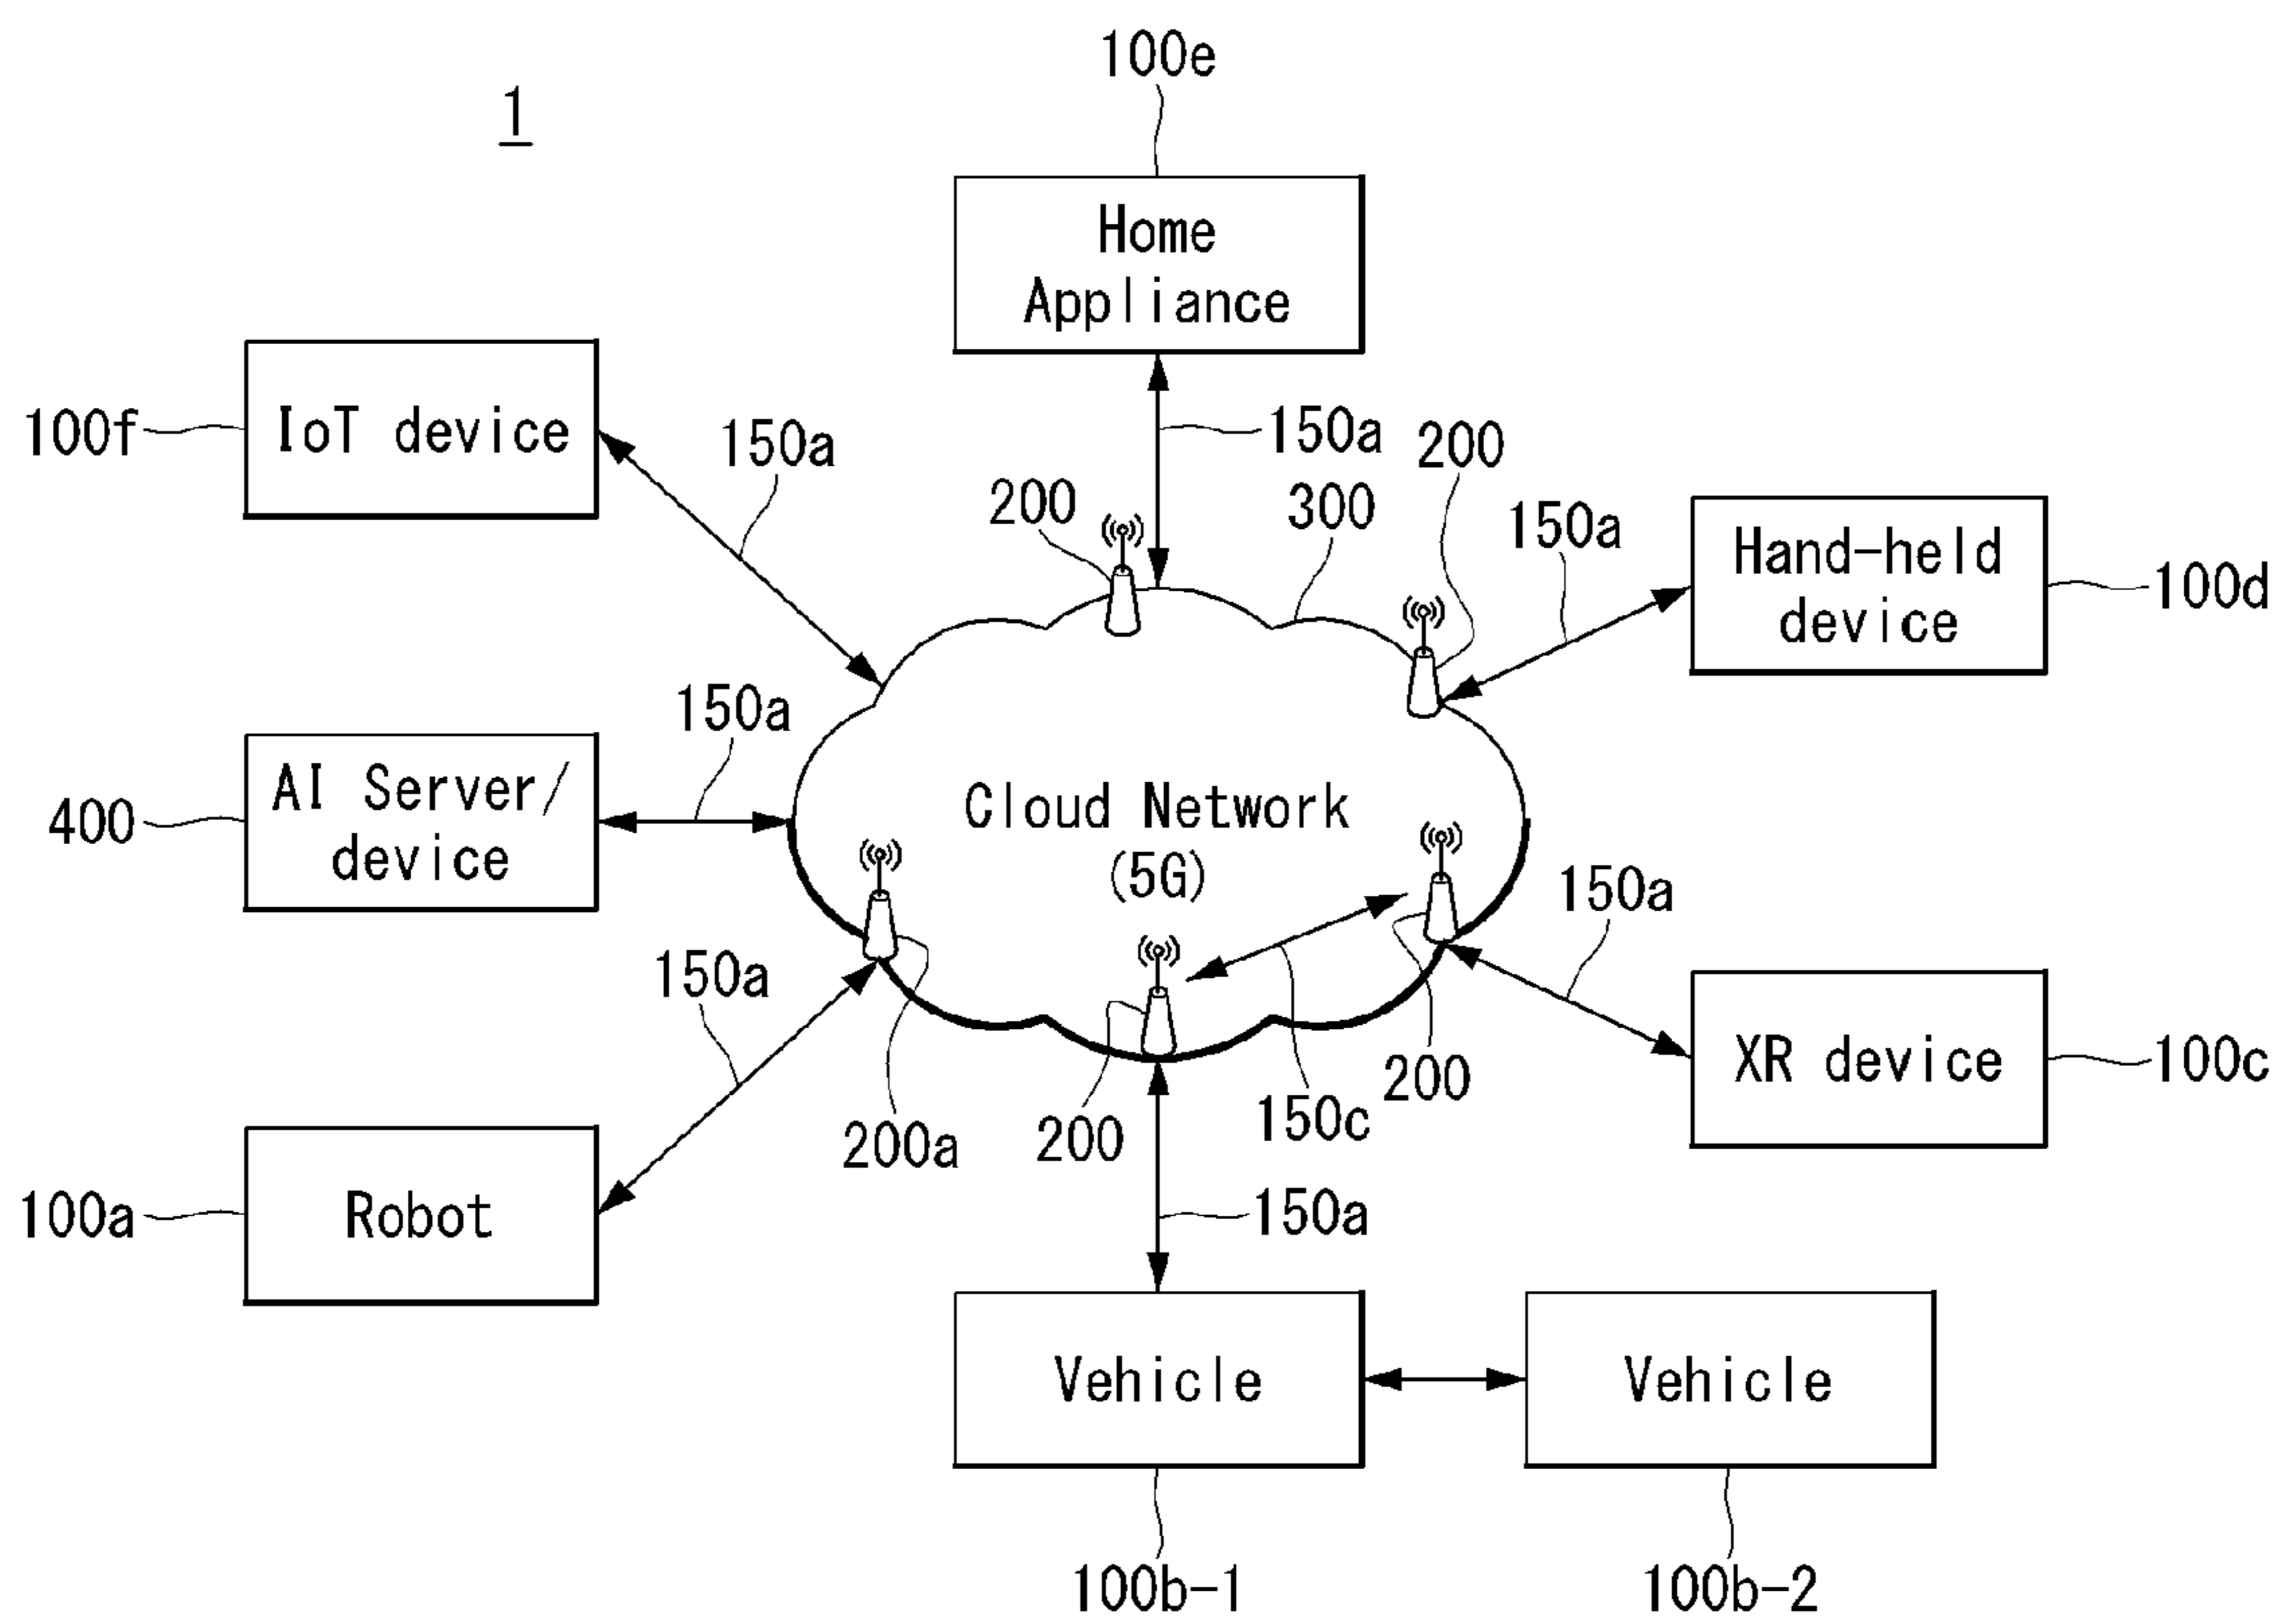 100e
1
Home
Appliance
100f
IoT device
150a
150a
200
200
300
150a
Hand-held
device
100d
150a
400
AI Server/
device
Cloud Network
(5G)
150a
150a
XR device
100c
200
150c
200
200a
100a
Robot
150a
Vehicle
Vehicle
100b-1
100b-2